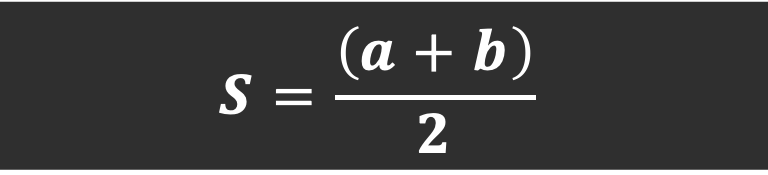 S = (a + b) / 2